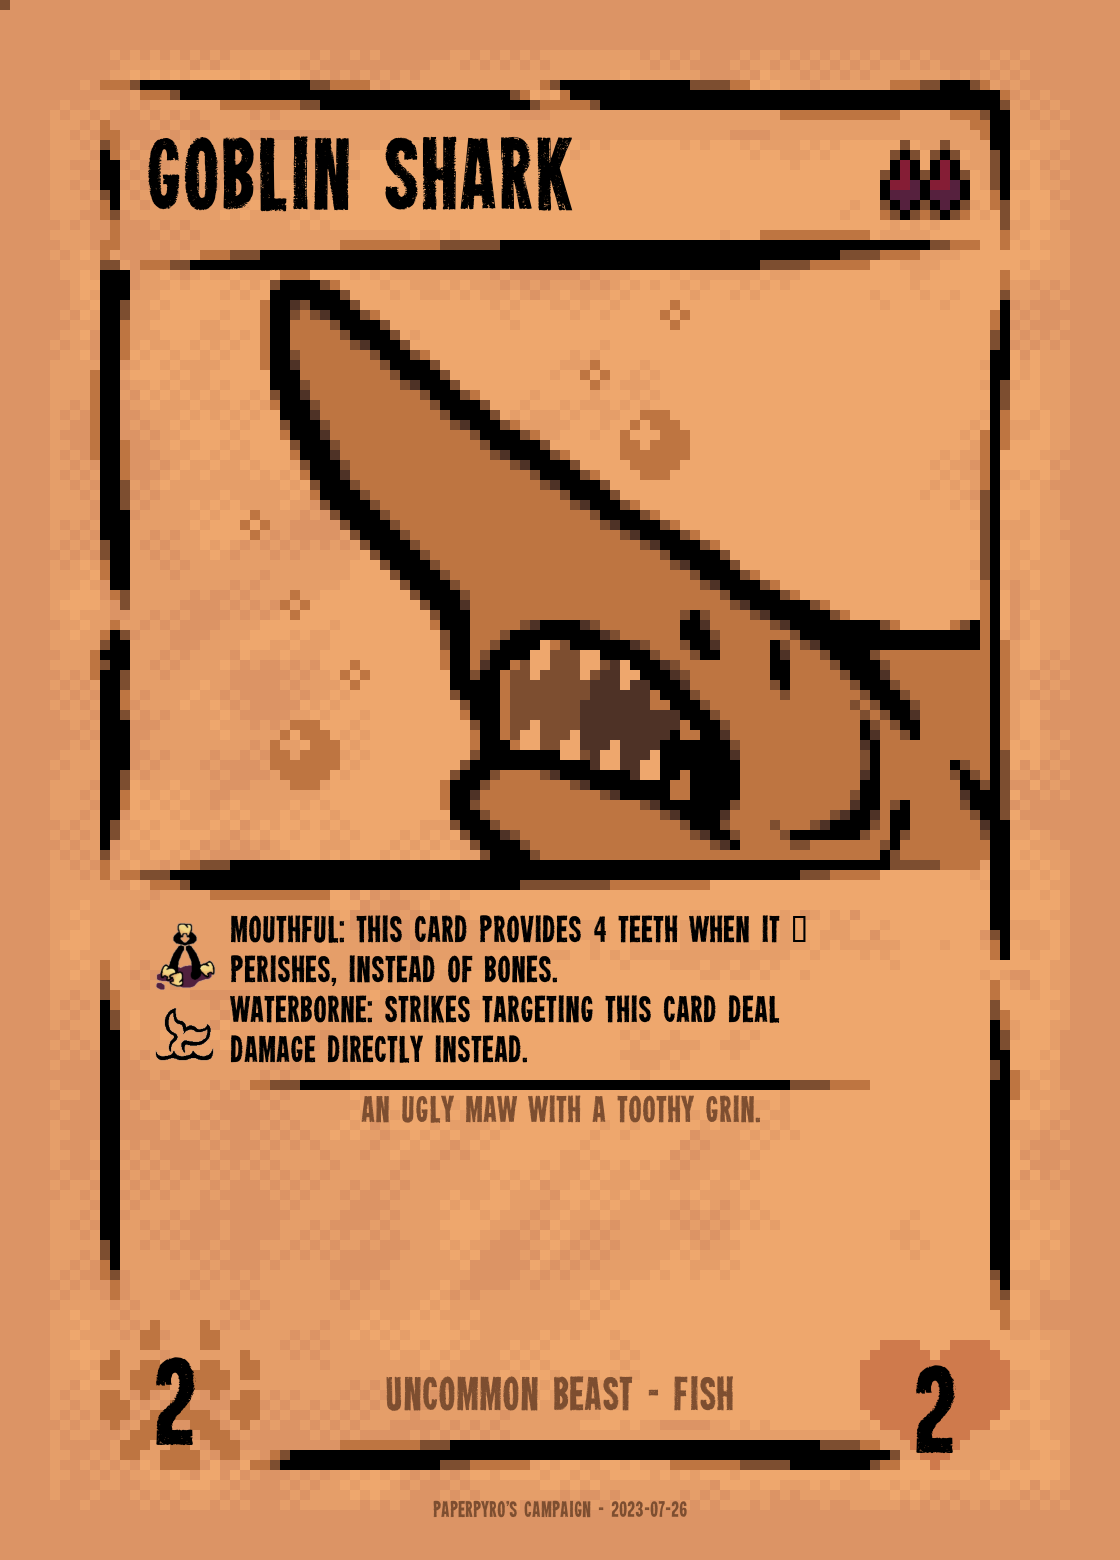 GOBLIN SHARK
MOUTHFUL: THIS CARD PROVIDES 4 TEETH WHEN IT ▯
PERISHES, INSTEAD OF BONES.
WATERBORNE: STRIKES TARGETING THIS CARD DEAL
DAMAGE DIRECTLY INSTEAD.
AN UGLY MAW WITH A TOOTHY GRIN.
2
UNCOMMON BEAST - FISH
2
PAPERPYRO'S CAMPAIGN - 2023-07-26